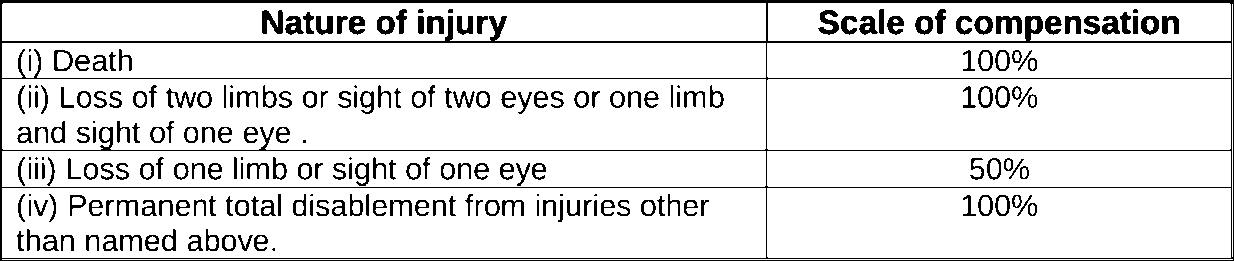 Nature of injury Scale of compensation
(i) Death 100%
(ii) Loss of two limbs or sight of two eyes or one limb 100%
and sight of one eye .
(iii) Loss of one limb or sight of one eye 50%
(iv) Permanent total disablement from injuries other 100%
than named above.